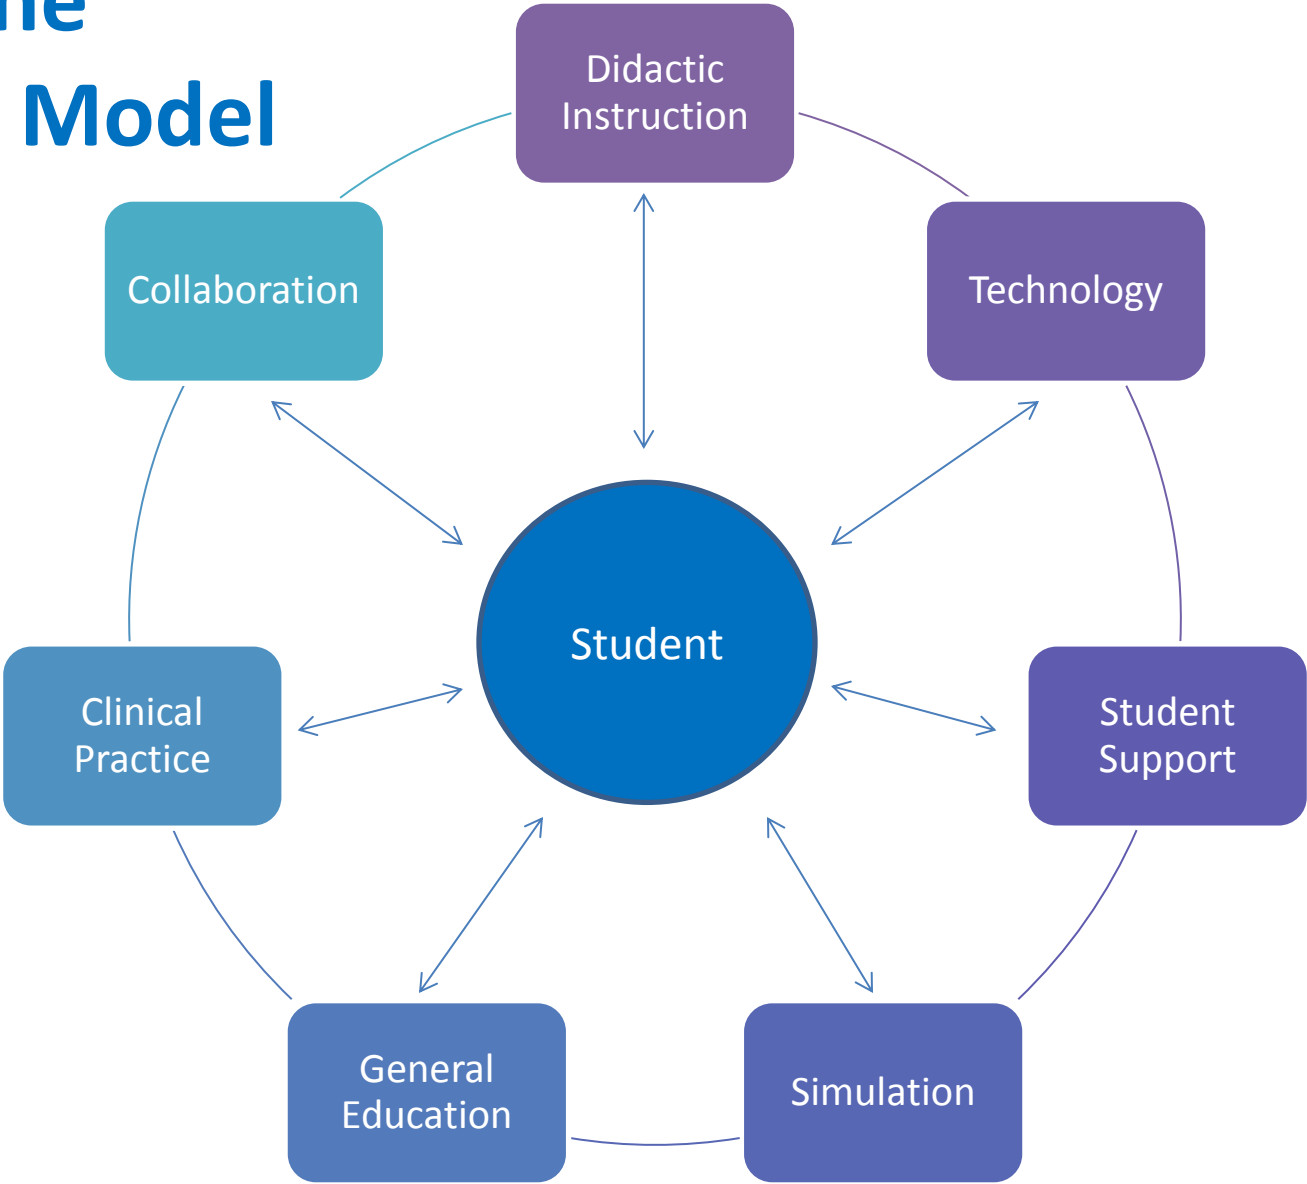 Model
Didactic
Instruction
Collaboration
Technology
Student
Clinical
Practice
Student
Support
General
Education
Simulation